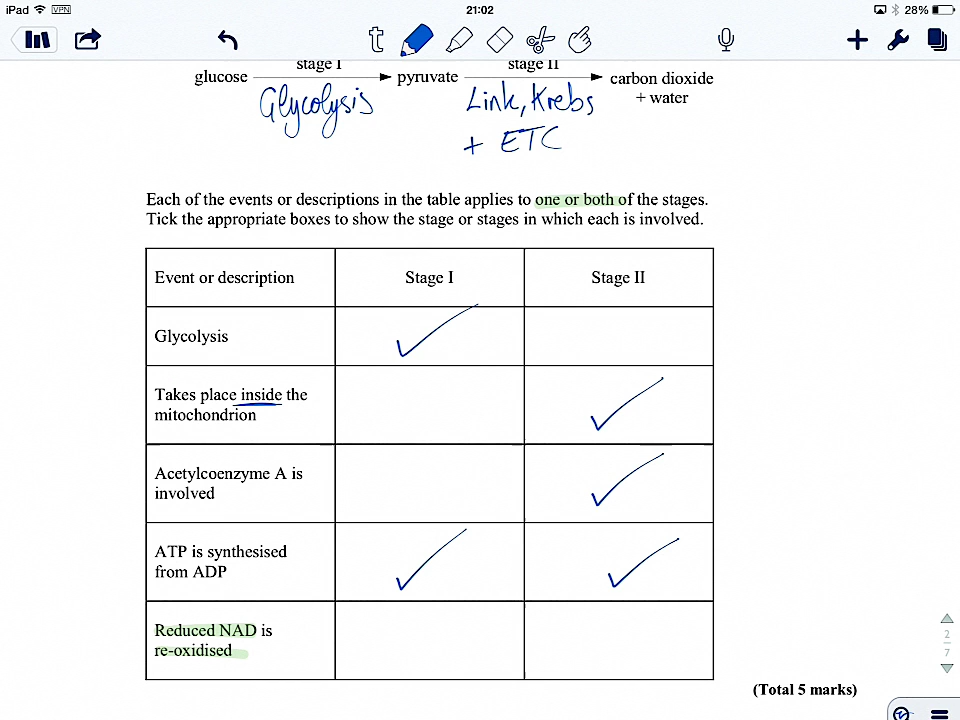 iPad VPN 21:02 28%
t
stage I stage II
glucose pyruvate carbon dioxide
+ water
Glycolysis Link, Krebs
+ ETC
Each of the events or descriptions in the table applies to one or both of the stages.
Tick the appropriate boxes to show the stage or stages in which each is involved.
Event or description Stage I Stage II
Glycolysis
Takes place inside the
mitochondrion
Acetylcoenzyme A is
involved
ATP is synthesised
from ADP
Reduced NAD is
re-oxidised
2
7
(Total 5 marks)